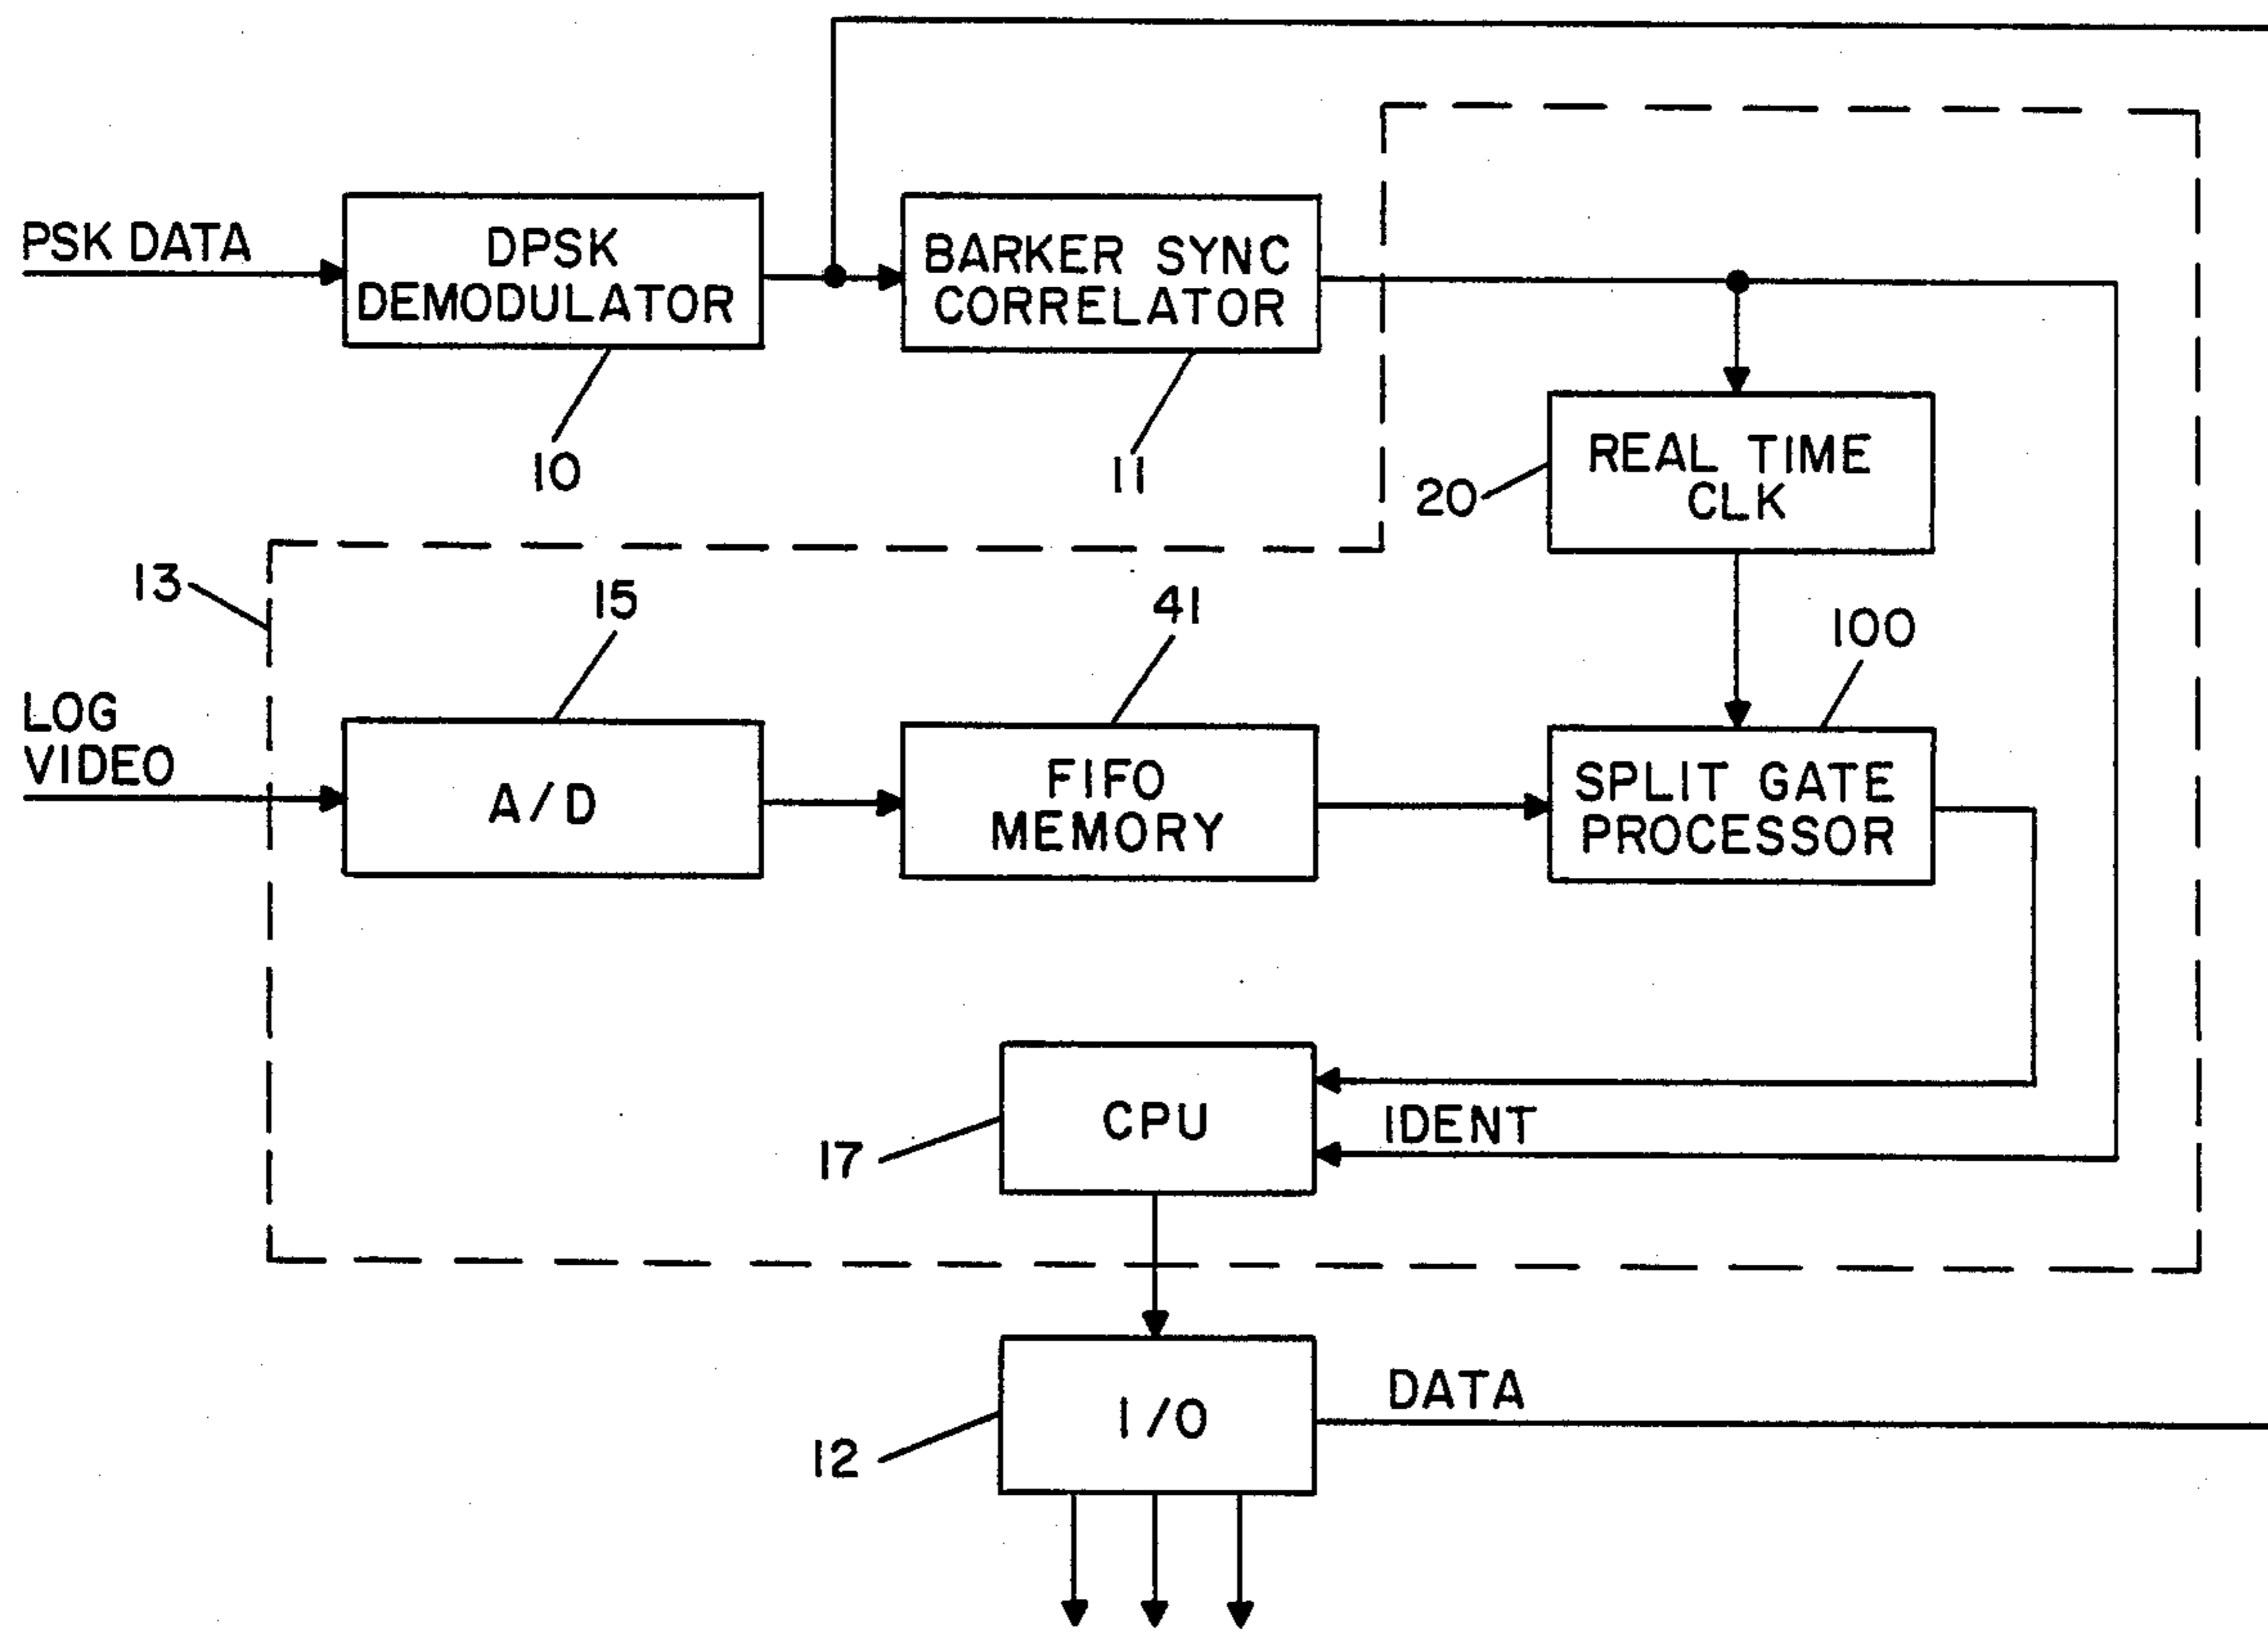 PSK DATA
DPSK
DEMODULATOR
BARKER SYNC
CORRELATOR
10
11
20
REAL TIME
CLK
13
15
41
100
LOG
VIDEO
A/D
FIFO
MEMORY
SPLIT GATE
PROCESSOR
CPU
IDENT
17
I/O
DATA
12